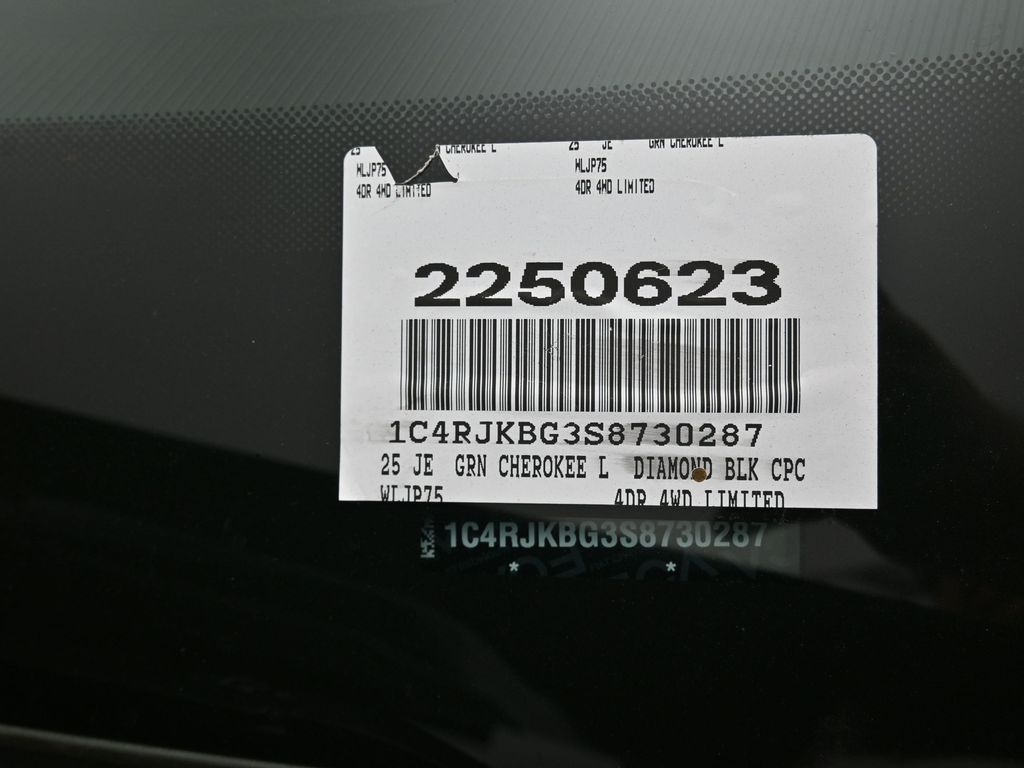 25 GRN CHEROKEE L 25 JE GRN CHEROKEE L
WLJP75 WLJP75
4DR 4WD LIMITED 4DR 4WD LIMITED
2250623
1C4RJKBG3S8730287
25 JE GRN CHEROKEE L DIAMOND BLK CPC
WLJP75 4DR 4WD LIMITED
1C4RJKBG3S8730287
* *